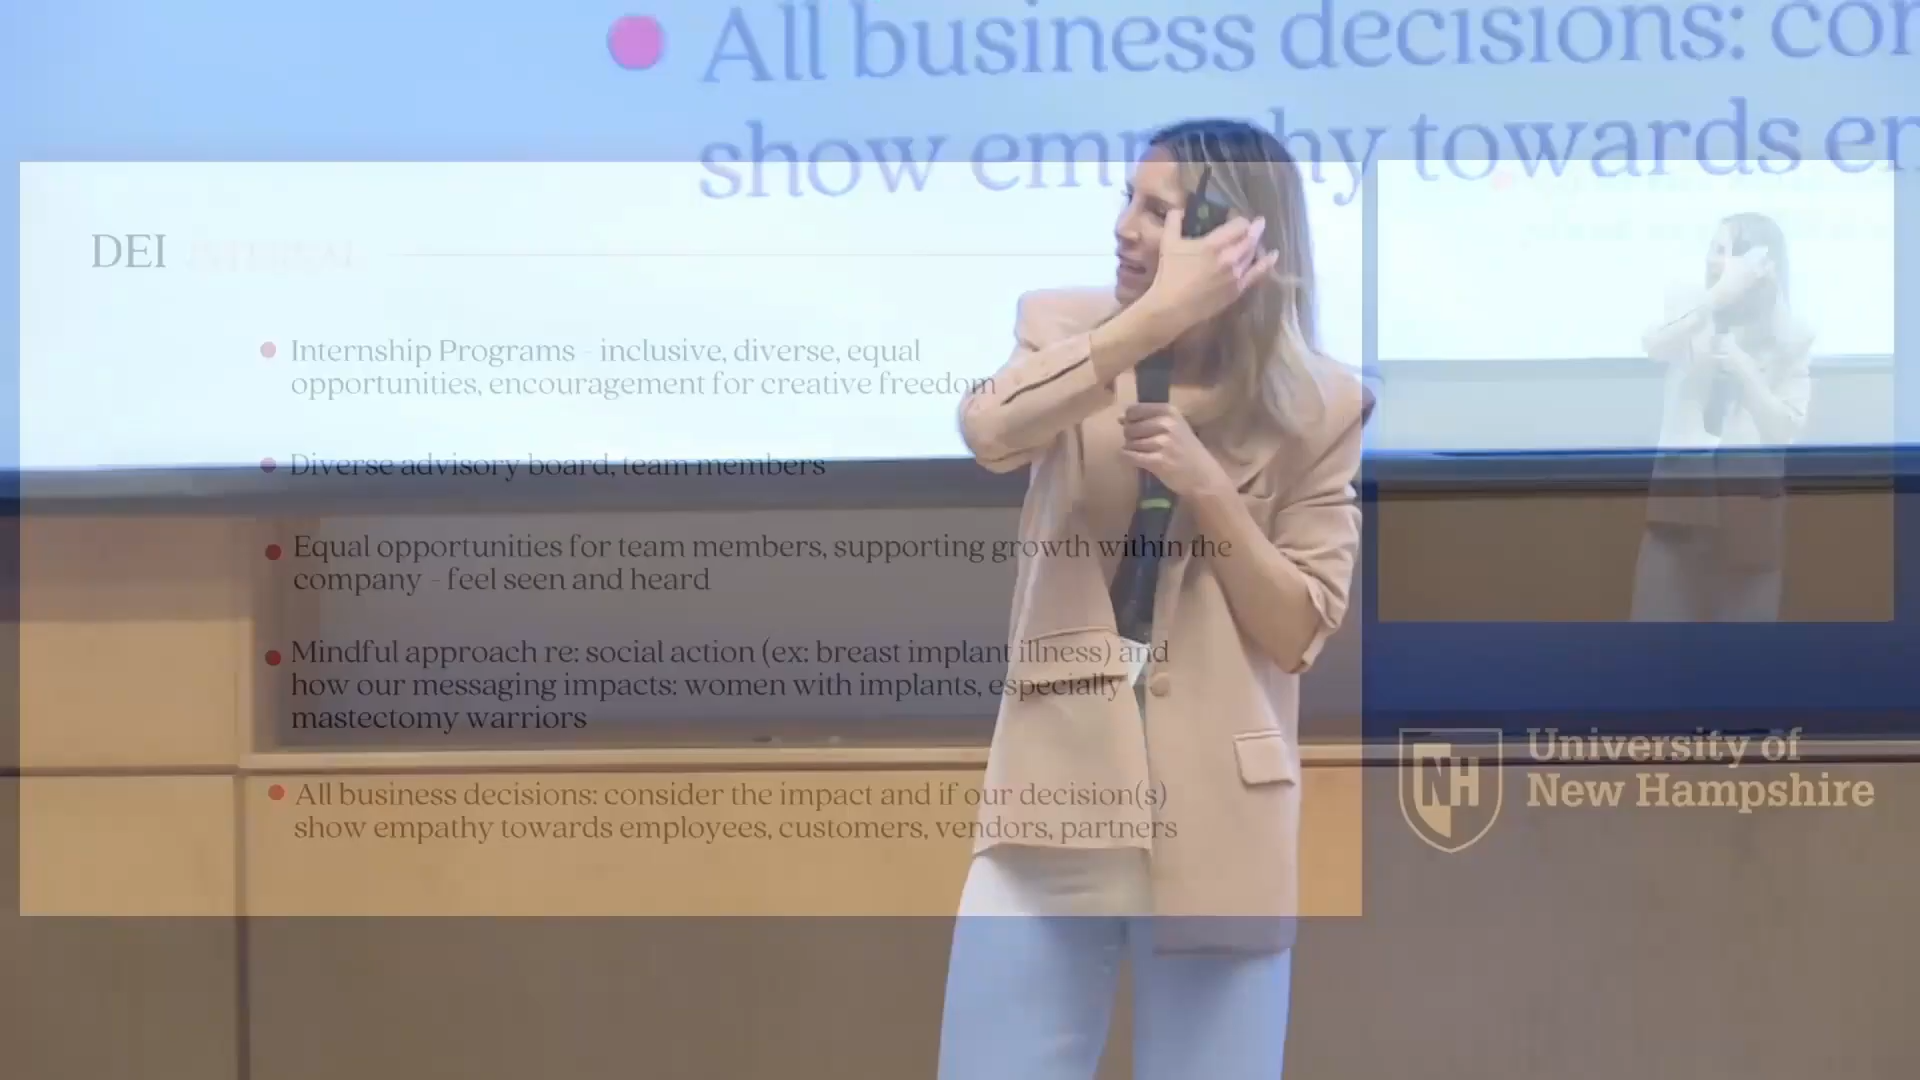 All business decisions: con
show empathy towards en
DEI INTERNAL
Internship Programs - inclusive, diverse, equal
opportunities, encouragement for creative freedom
Diverse advisory board, team members
Equal opportunities for team members, supporting growth within the
company - feel seen and heard
Mindful approach re: social action (ex: breast implant illness) and
how our messaging impacts: women with implants, especially
mastectomy warriors
All business decisions: consider the impact and if our decision(s)
show empathy towards employees, customers, vendors, partners
NH
University of
New Hampshire